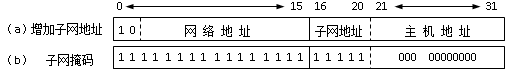 0 15 16 20 21 31
(a) 增加子网地址 1 0 网络地址 子网地址 主机地址
(b) 子网掩码 1 1 1 1 1 1 1 1 1 1 1 1 1 1 1 1 1 1 1 1 1 000 00000000